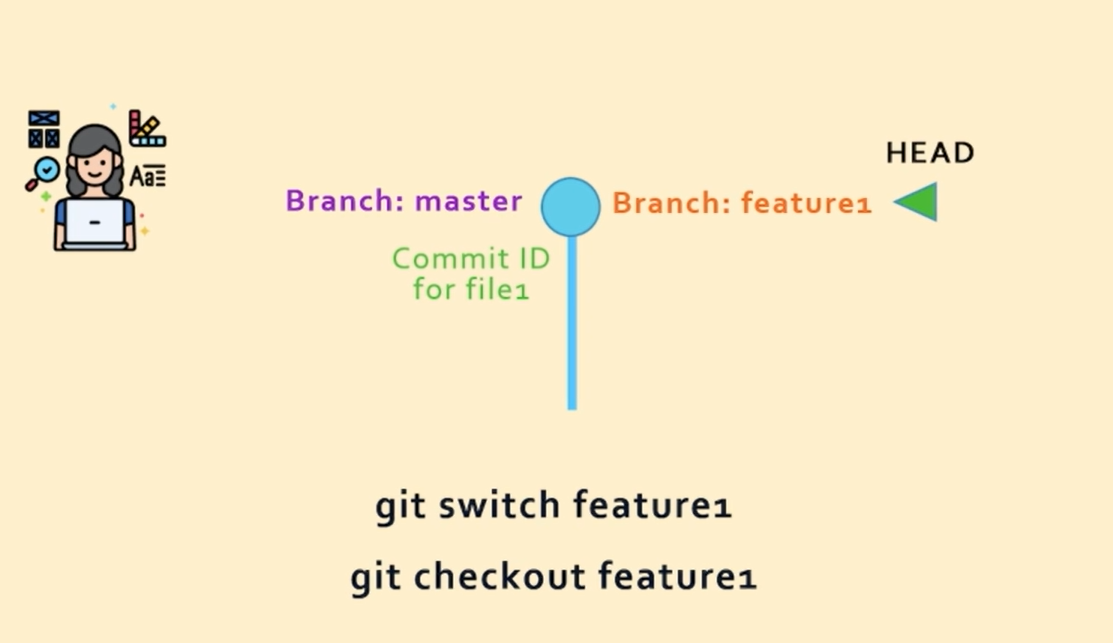 HEAD
Aa
Branch: master
Branch: feature1
Commit ID
for file1
git switch feature1
git checkout feature1